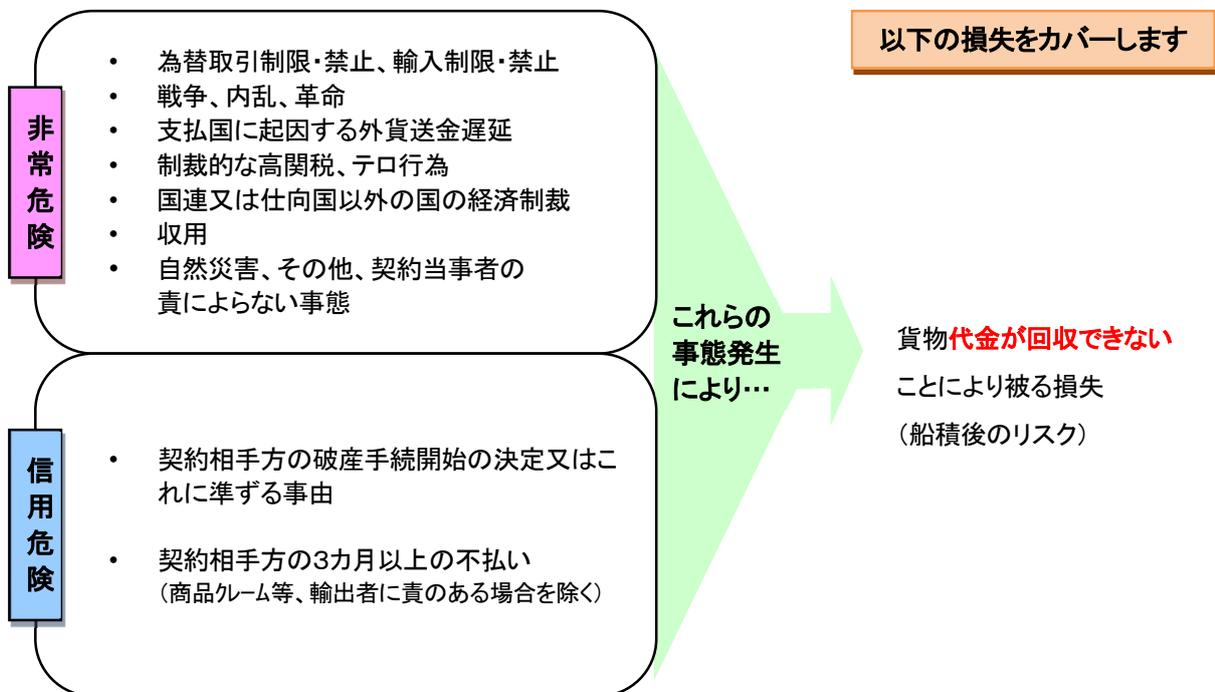 以下の損失をカバーします
非常危険
• 為替取引制限・禁止、輸入制限・禁止
• 戦争、内乱、革命
• 支払国に起因する外貨送金遅延
• 制裁的な高関税、テロ行為
• 国連又は仕向国以外の国の経済制裁
• 収用
• 自然災害、その他、契約当事者の
責によらない事態
信用危険
• 契約相手方の破産手続開始の決定又はこ
れに準ずる事由
• 契約相手方の3カ月以上の不払い
（商品クレーム等、輸出者に責のある場合を除く）
これらの
事態発生
により…
貨物代金が回収できない
ことにより被る損失
（船積後のリスク）